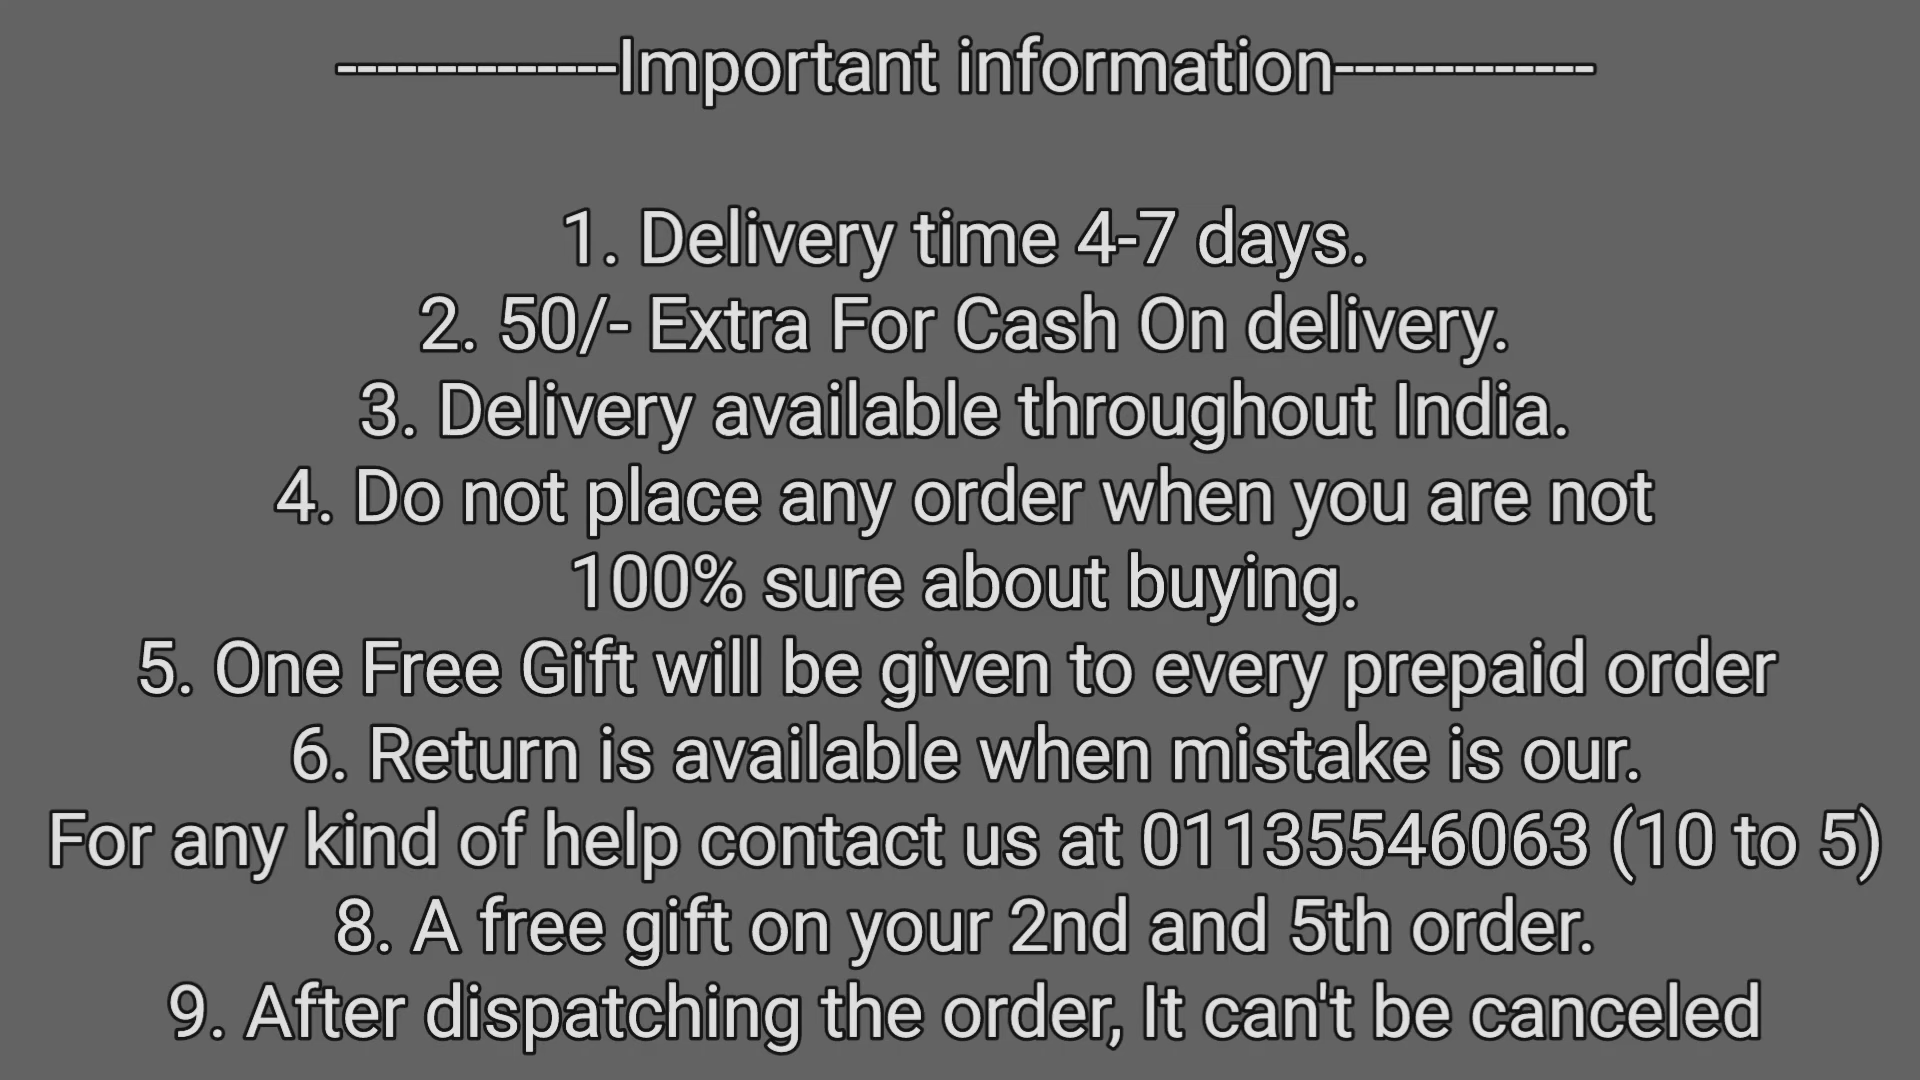 --------------Important information-------------
1. Delivery time 4-7 days.
2. 50/- Extra For Cash On delivery.
3. Delivery available throughout India.
4. Do not place any order when you are not
100% sure about buying.
5. One Free Gift will be given to every prepaid order
6. Return is available when mistake is our.
For any kind of help contact us at 01135546063 (10 to 5)
8. A free gift on your 2nd and 5th order.
9. After dispatching the order, It can't be canceled